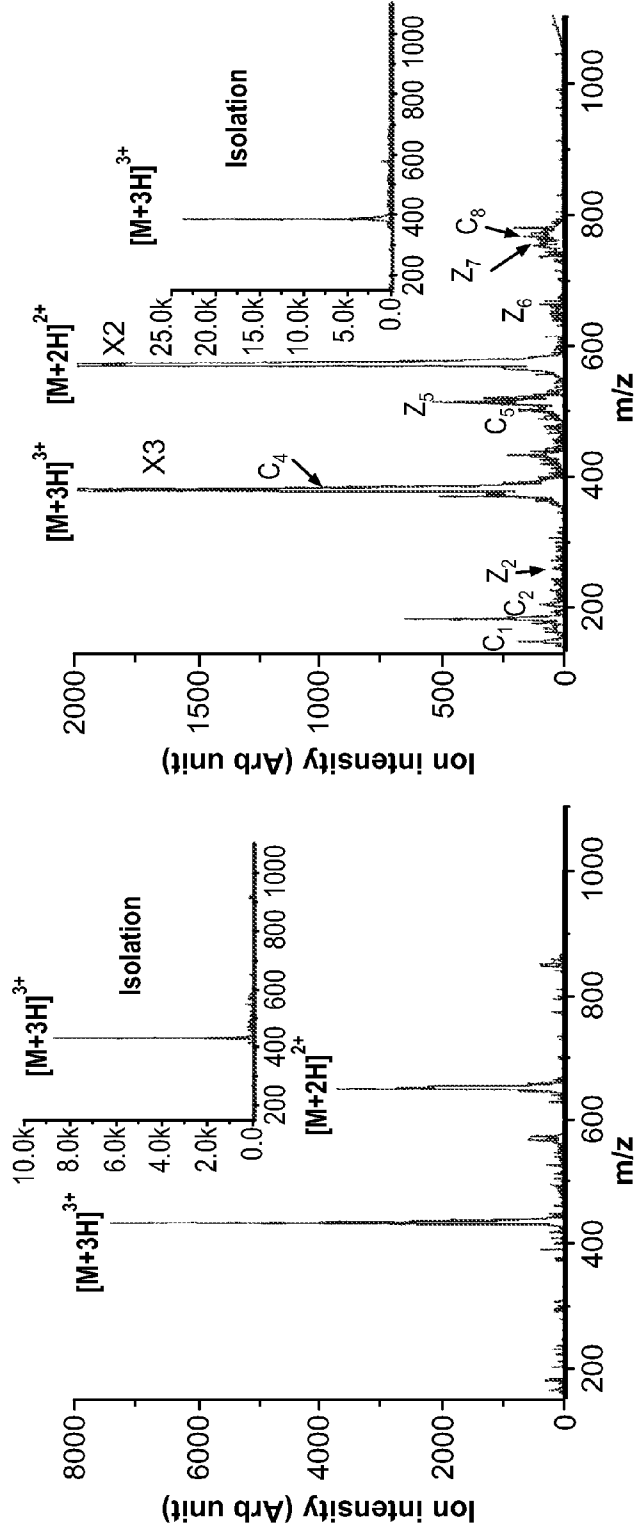 Ion intensity (Arb unit)
8000
6000
4000
2000
0
[M+3H]3+
[M+2H]2+
10.0k
8.0k
6.0k
4.0k
2.0k
0.0
[M+3H]3+
Isolation
200 400 600 800 1000
200 400 600 800 1000
m/z
Ion intensity (Arb unit)
2000
1500
1000
500
0
[M+3H]3+
X3
[M+2H]2+
X2
C1
C2
Z2
C4
C5
Z5
Z6
Z7
C8
25.0k
20.0k
15.0k
10.0k
5.0k
0.0
[M+3H]3+
Isolation
200 400 600 800 1000
200 400 600 800 1000
m/z